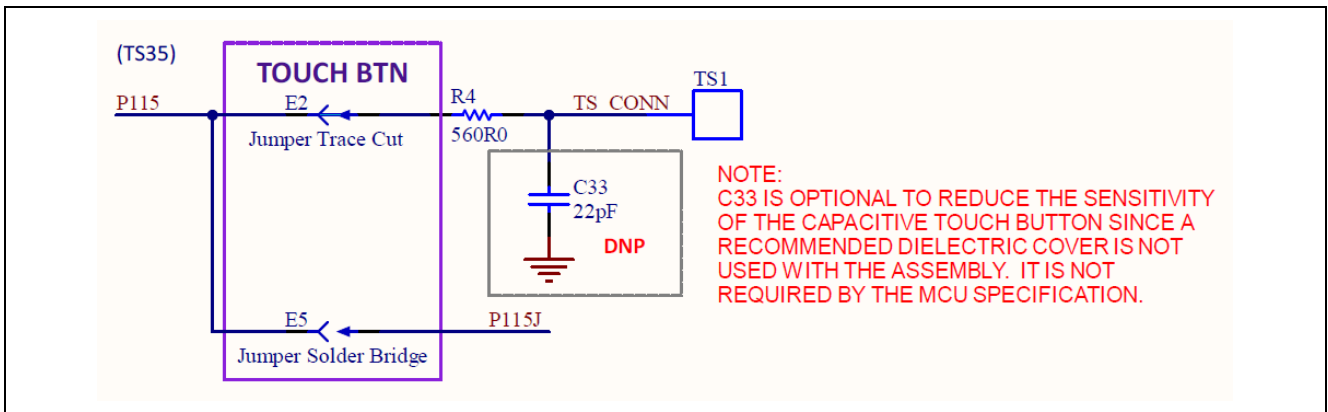 (TS35)
TOUCH BTN
TS1
P115
E2
R4
TS_CONN
Jumper Trace Cut
560R0
C33
22pF
DNP
NOTE:
C33 IS OPTIONAL TO REDUCE THE SENSITIVITY
OF THE CAPACITIVE TOUCH BUTTON SINCE A
RECOMMENDED DIELECTRIC COVER IS NOT
USED WITH THE ASSEMBLY. IT IS NOT
REQUIRED BY THE MCU SPECIFICATION.
E5
P115J
Jumper Solder Bridge